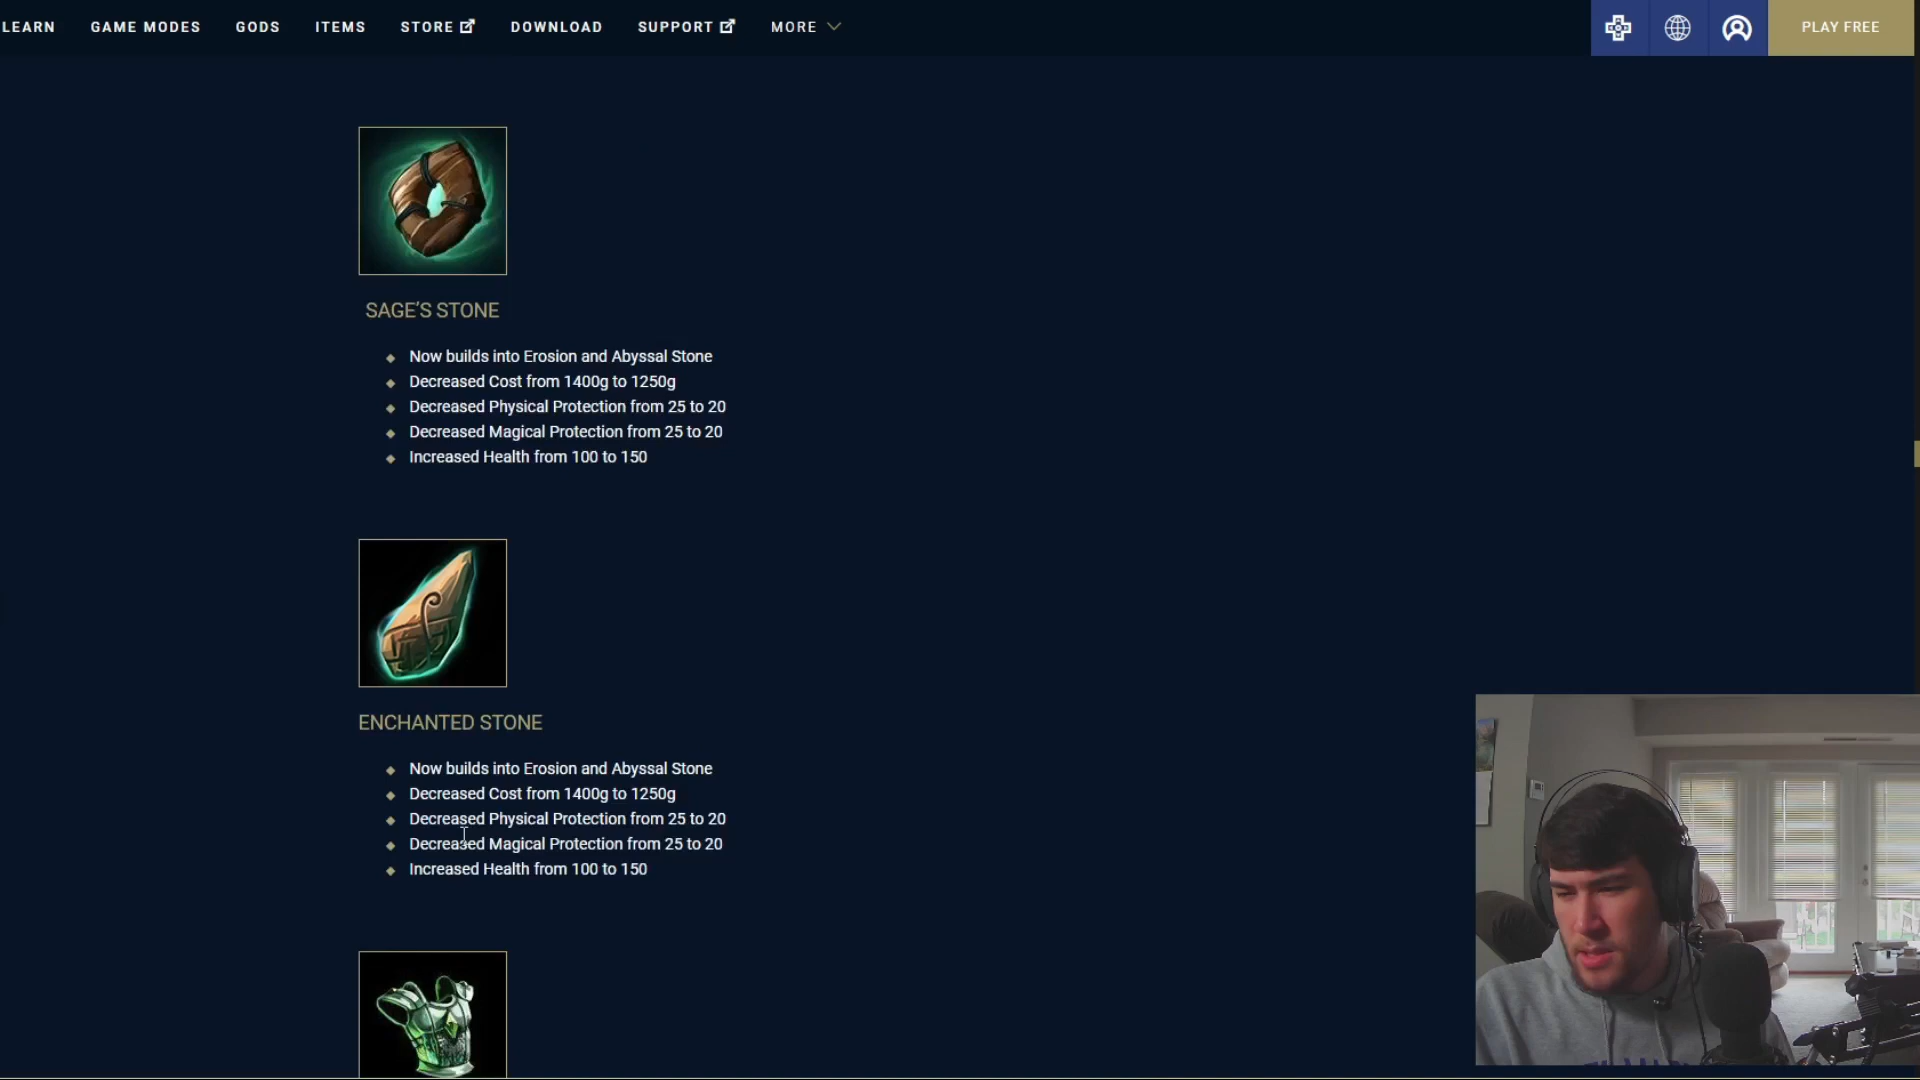 LEARN GAME MODES GODS ITEMS STORE DOWNLOAD SUPPORT MORE PLAY FREE
SAGE'S STONE
Now builds into Erosion and Abyssal Stone
Decreased Cost from 1400g to 1250g
Decreased Physical Protection from 25 to 20
Decreased Magical Protection from 25 to 20
Increased Health from 100 to 150
ENCHANTED STONE
Now builds into Erosion and Abyssal Stone
Decreased Cost from 1400g to 1250g
Decreased Physical Protection from 25 to 20
Decreased Magical Protection from 25 to 20
Increased Health from 100 to 150